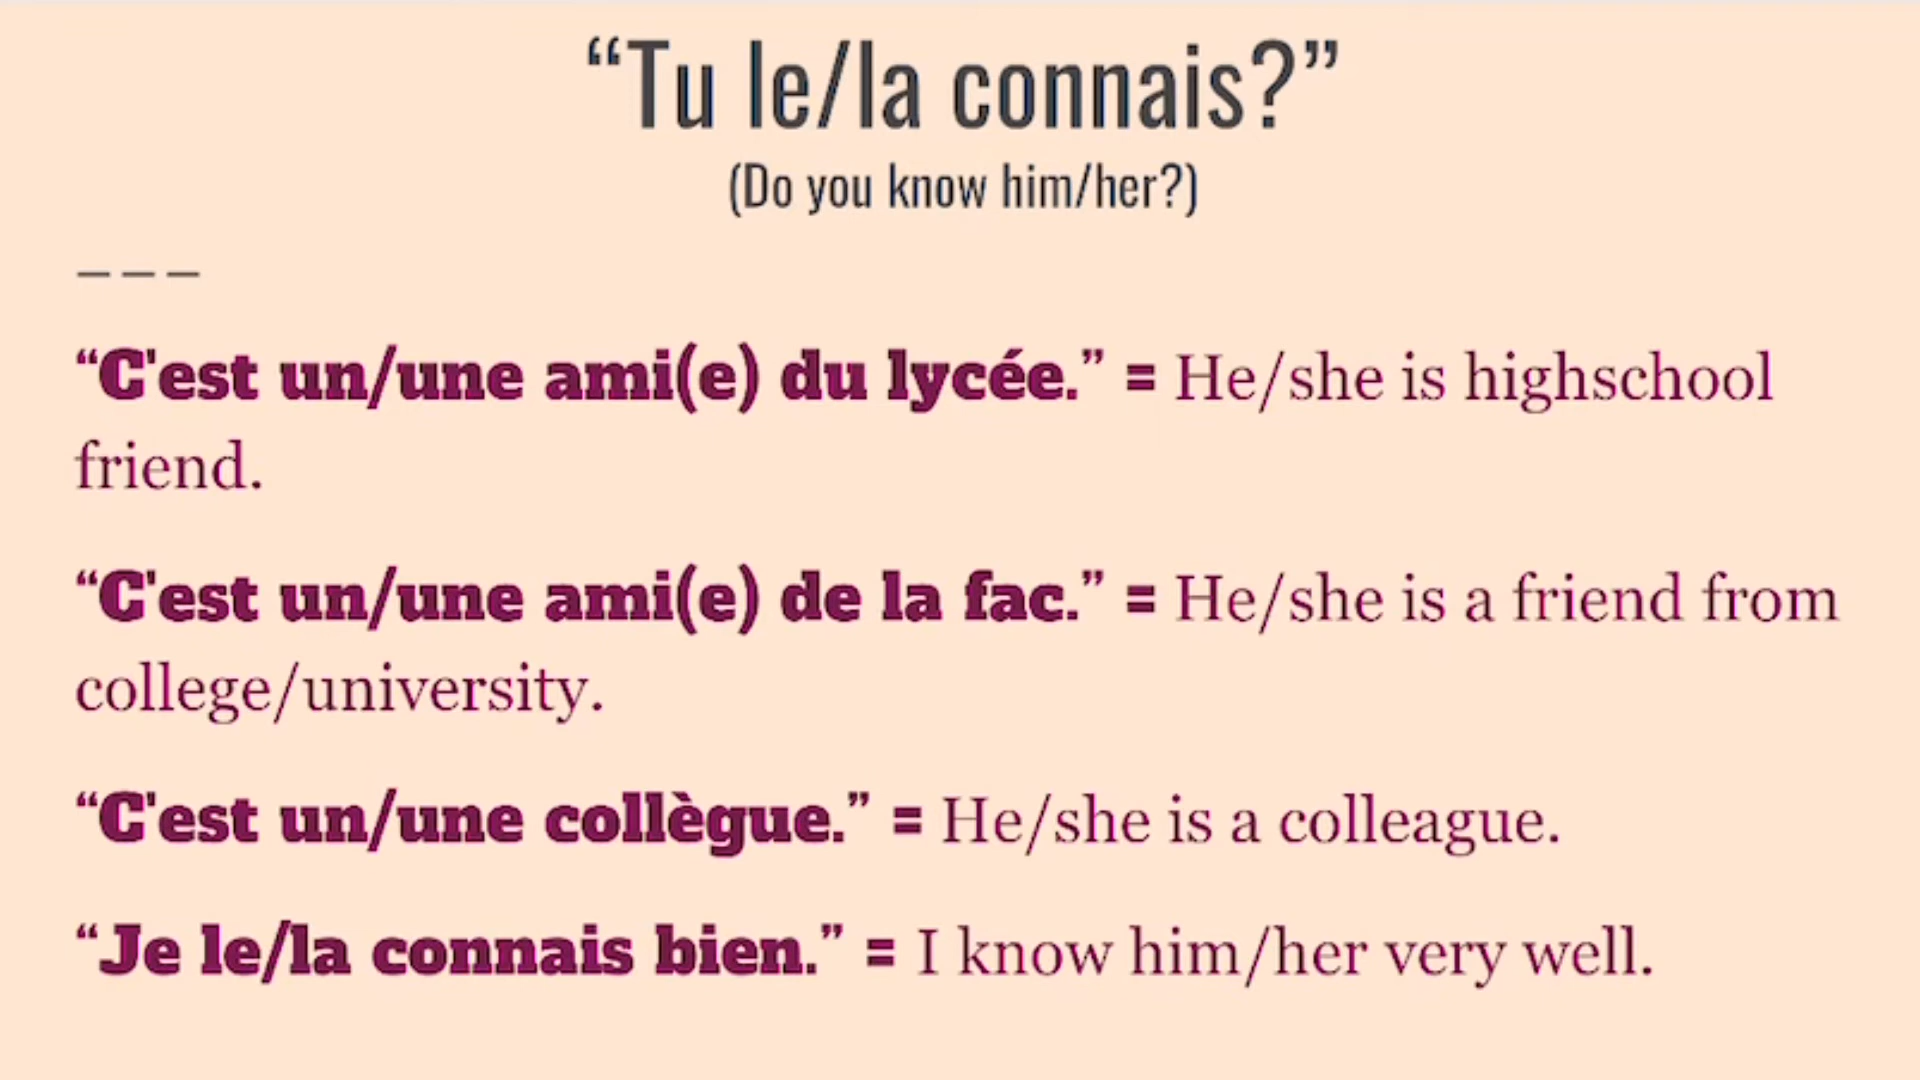 “Tu le/la connais?”
(Do you know him/her?)
“C'est un/une ami(e) du lycée.” = He/she is highschool
friend.
“C'est un/une ami(e) de la fac.” = He/she is a friend from
college/university.
“C'est un/une collègue.” = He/she is a colleague.
“Je le/la connais bien.” = I know him/her very well.